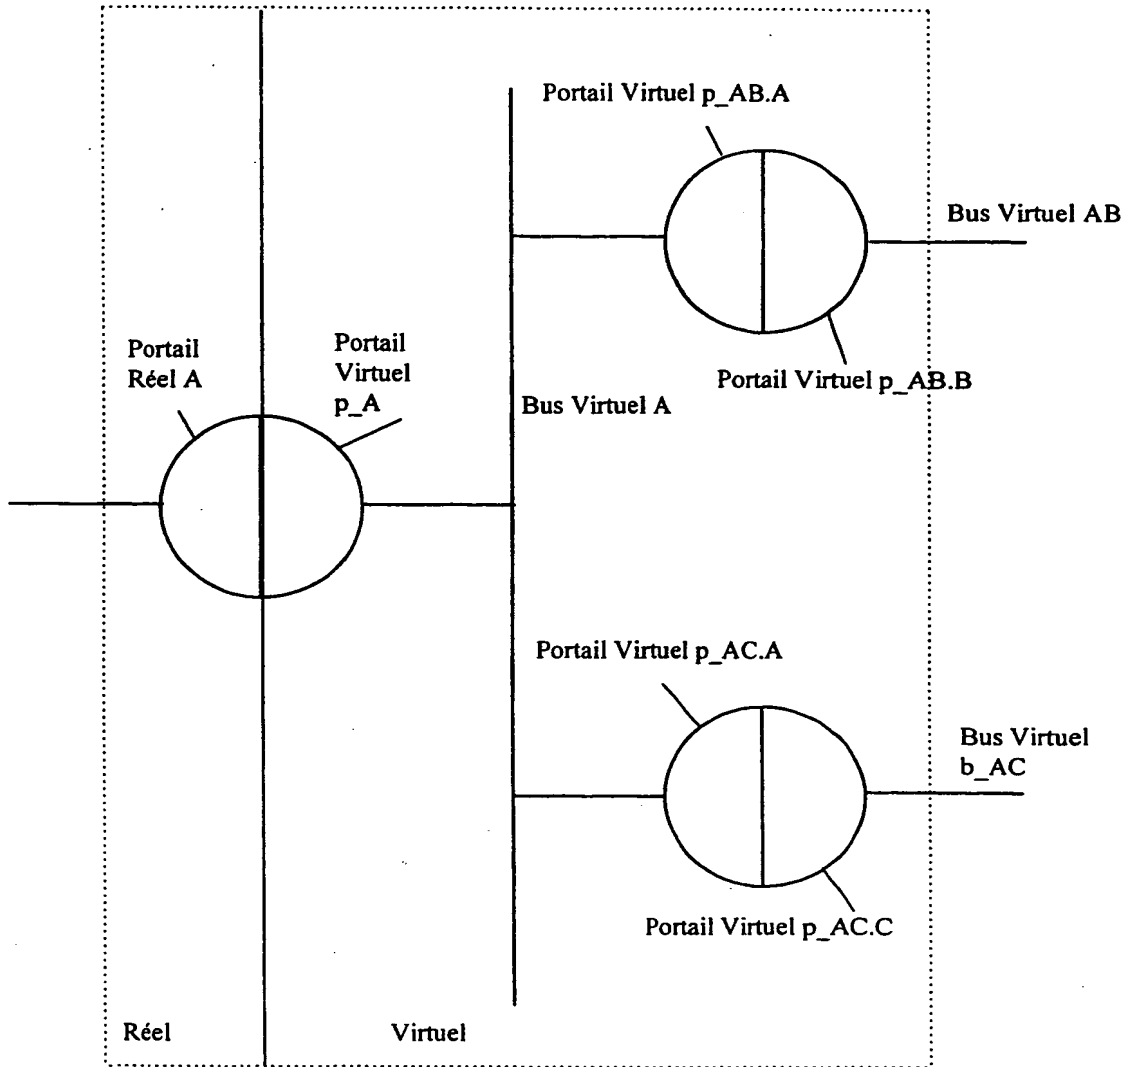 Portail Virtuel p_AB.A
Bus Virtuel AB
Portail
Réel A
Portail
Virtuel
p_A
Portail Virtuel p_AB.B
Bus Virtuel A
Portail Virtuel p_AC.A
Bus Virtuel
b_AC
Portail Virtuel p_AC.C
Réel
Virtuel